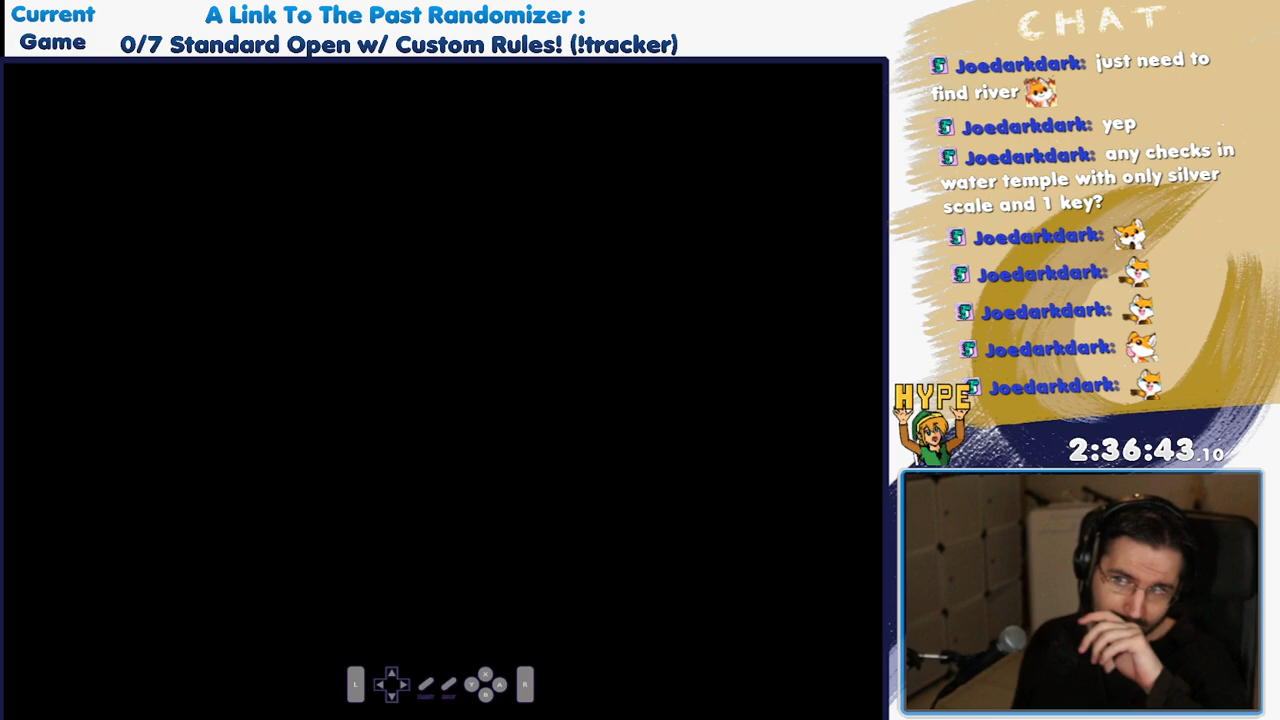 Current
Game
A Link To The Past Randomizer :
0/7 Standard Open w/ Custom Rules! (!tracker)
CHAT
Joedarkdark: just need to
find river
Joedarkdark: yep
Joedarkdark: any checks in
water temple with only silver
scale and 1 key?
Joedarkdark:
Joedarkdark:
Joedarkdark:
Joedarkdark:
Joedarkdark:
HYPE
2:36:43.10
L
X
Y
A
B
R